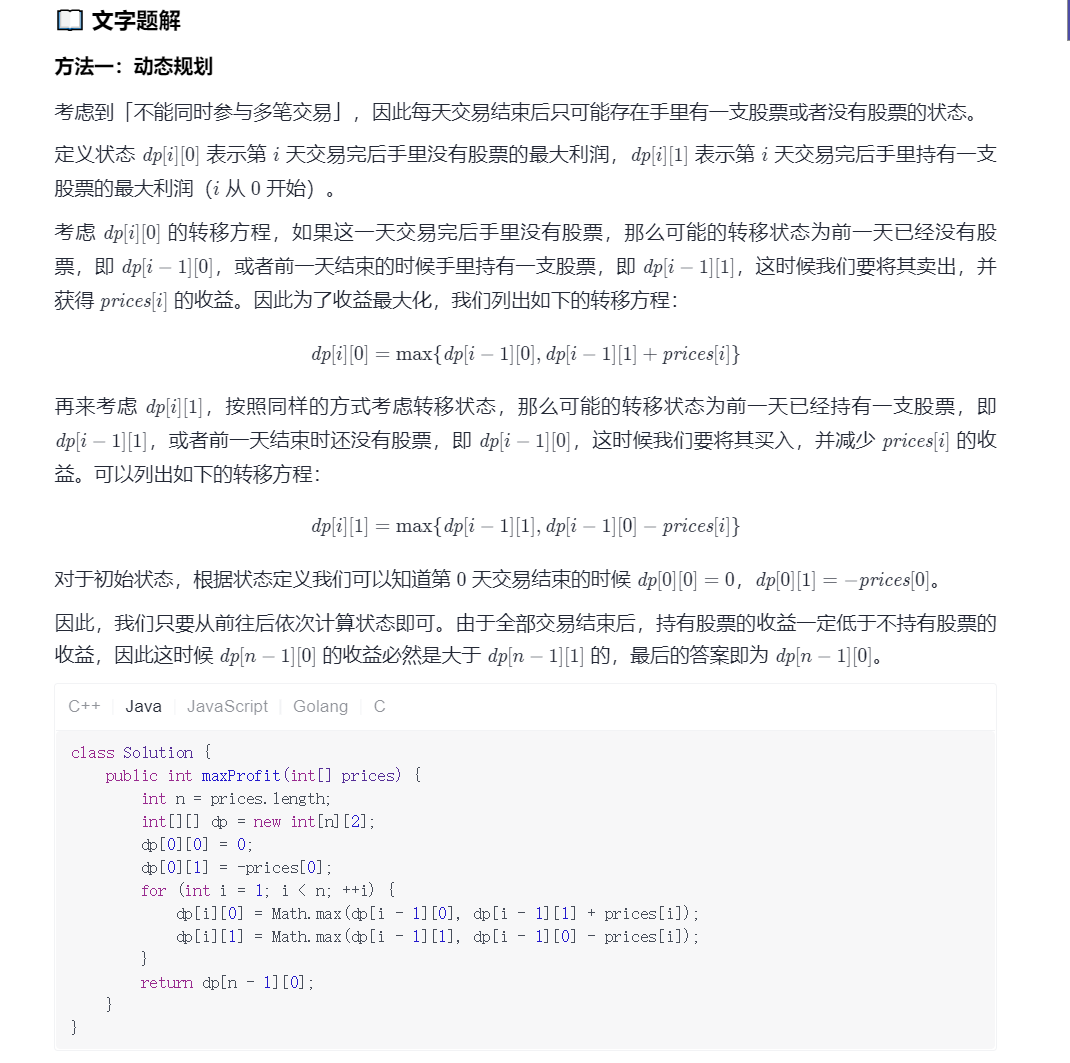 📖 文字题解
方法一：动态规划
考虑到「不能同时参与多笔交易」，因此每天交易结束后只可能存在手里有一支股票或者没有股票的状态。
定义状态 dp[i][0] 表示第 i 天交易完后手里没有股票的最大利润，dp[i][1] 表示第 i 天交易完后手里持有一支
股票的最大利润（i 从 0 开始）。
考虑 dp[i][0] 的转移方程，如果这一天交易完后手里没有股票，那么可能的转移状态为前一天已经没有股
票，即 dp[i − 1][0]，或者前一天结束的时候手里持有一支股票，即 dp[i − 1][1]，这时候我们要将其卖出，并
获得 prices[i] 的收益。因此为了收益最大化，我们列出如下的转移方程：
dp[i][0] = max{dp[i − 1][0], dp[i − 1][1] + prices[i]}
再来考虑 dp[i][1]，按照同样的方式考虑转移状态，那么可能的转移状态为前一天已经持有一支股票，即
dp[i − 1][1]，或者前一天结束时还没有股票，即 dp[i − 1][0]，这时候我们要将其买入，并减少 prices[i] 的收
益。可以列出如下的转移方程：
dp[i][1] = max{dp[i − 1][1], dp[i − 1][0] − prices[i]}
对于初始状态，根据状态定义我们可以知道第 0 天交易结束的时候 dp[0][0] = 0，dp[0][1] = −prices[0]。
因此，我们只要从前往后依次计算状态即可。由于全部交易结束后，持有股票的收益一定低于不持有股票的
收益，因此这时候 dp[n − 1][0] 的收益必然是大于 dp[n − 1][1] 的，最后的答案即为 dp[n − 1][0]。
C++ Java JavaScript Golang C
class Solution {
    public int maxProfit(int[] prices) {
        int n = prices.length;
        int[][] dp = new int[n][2];
        dp[0][0] = 0;
        dp[0][1] = -prices[0];
        for (int i = 1; i < n; ++i) {
            dp[i][0] = Math.max(dp[i - 1][0], dp[i - 1][1] + prices[i]);
            dp[i][1] = Math.max(dp[i - 1][1], dp[i - 1][0] - prices[i]);
        }
        return dp[n - 1][0];
    }
}